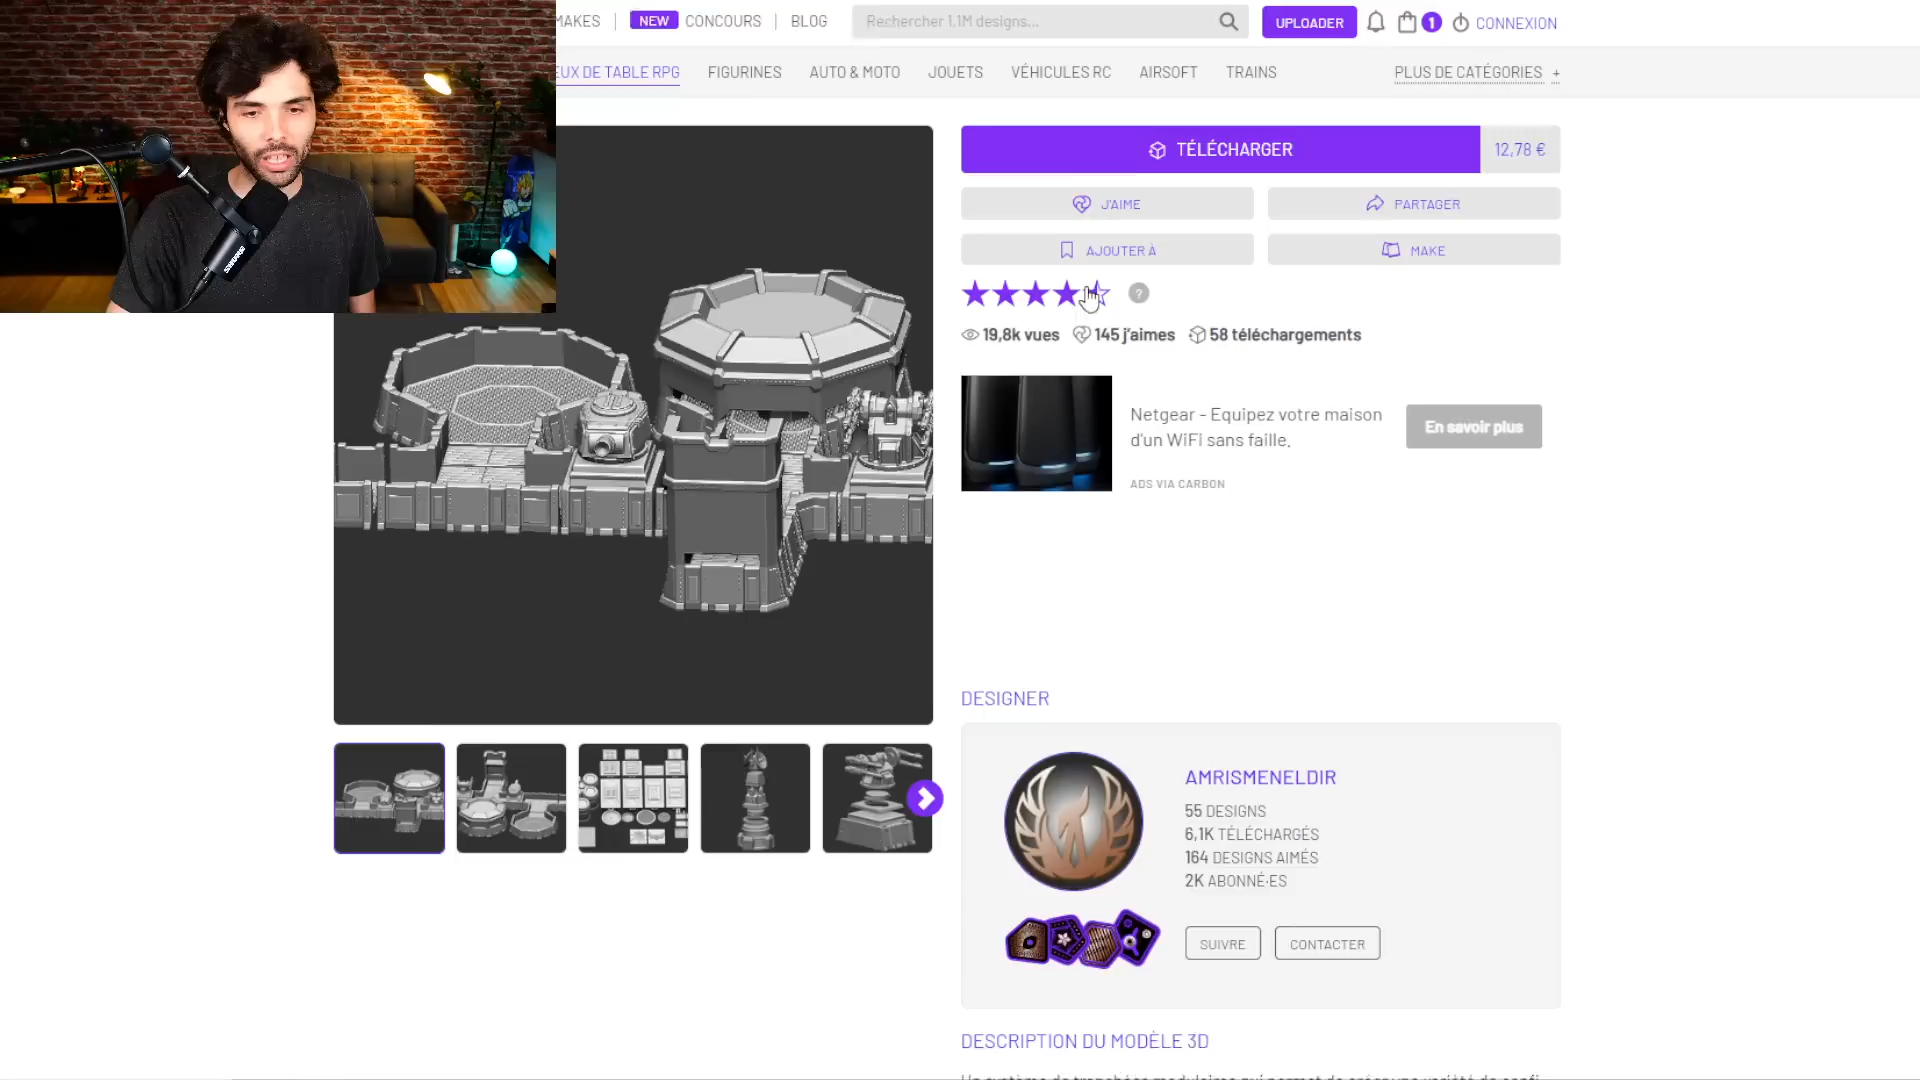 MAKES
NEW CONCOURS
BLOG
Rechercher 1.1M designs...
UPLOADER
1
CONNEXION
EUX DE TABLE RPG
FIGURINES
AUTO & MOTO
JOUETS
VÉHICULES RC
AIRSOFT
TRAINS
PLUS DE CATÉGORIES +
TÉLÉCHARGER
12,78 €
J'AIME
PARTAGER
AJOUTER À
MAKE
?
19,8k vues
145 j'aimes
58 téléchargements
Netgear - Equipez votre maison
d'un WiFi sans faille.
En savoir plus
ADS VIA CARBON
SHURE
DESIGNER
AMRISMENELDIR
55 DESIGNS
6,1K TÉLÉCHARGÉS
164 DESIGNS AIMÉS
2K ABONNÉ·ES
SUIVRE
CONTACTER
DESCRIPTION DU MODÈLE 3D